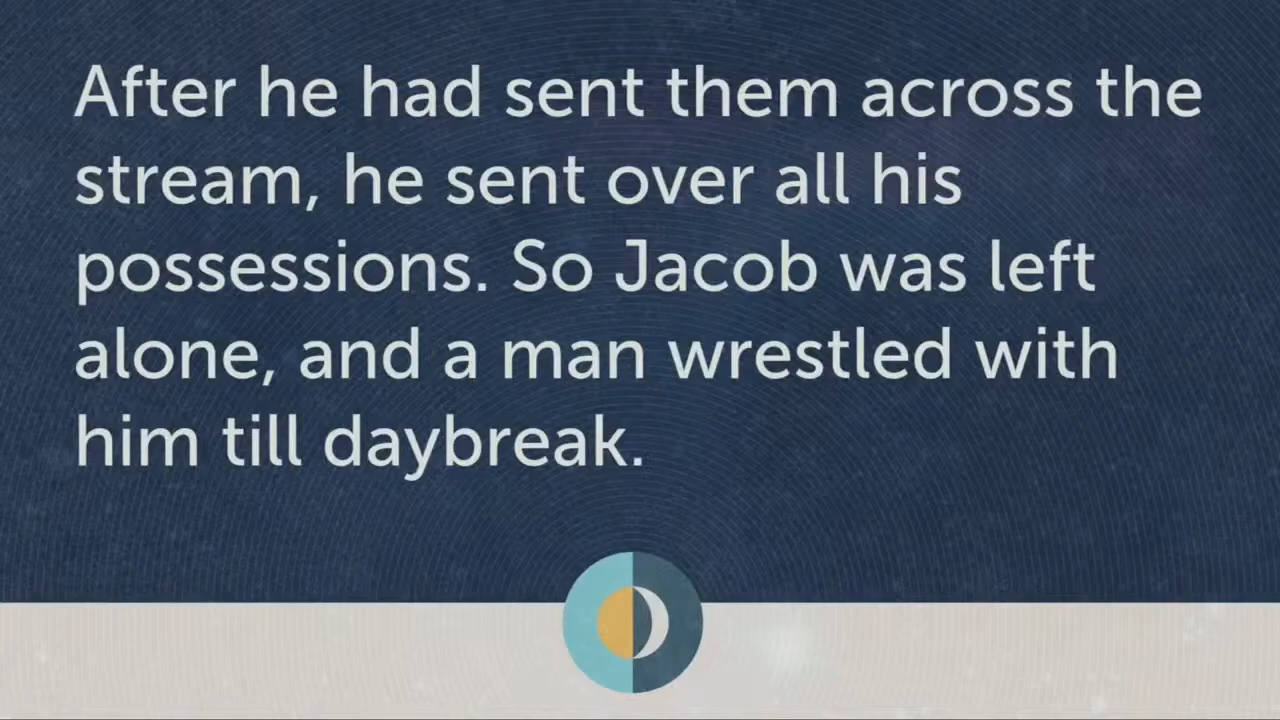 After he had sent them across the
stream, he sent over all his
possessions. So Jacob was left
alone, and a man wrestled with
him till daybreak.